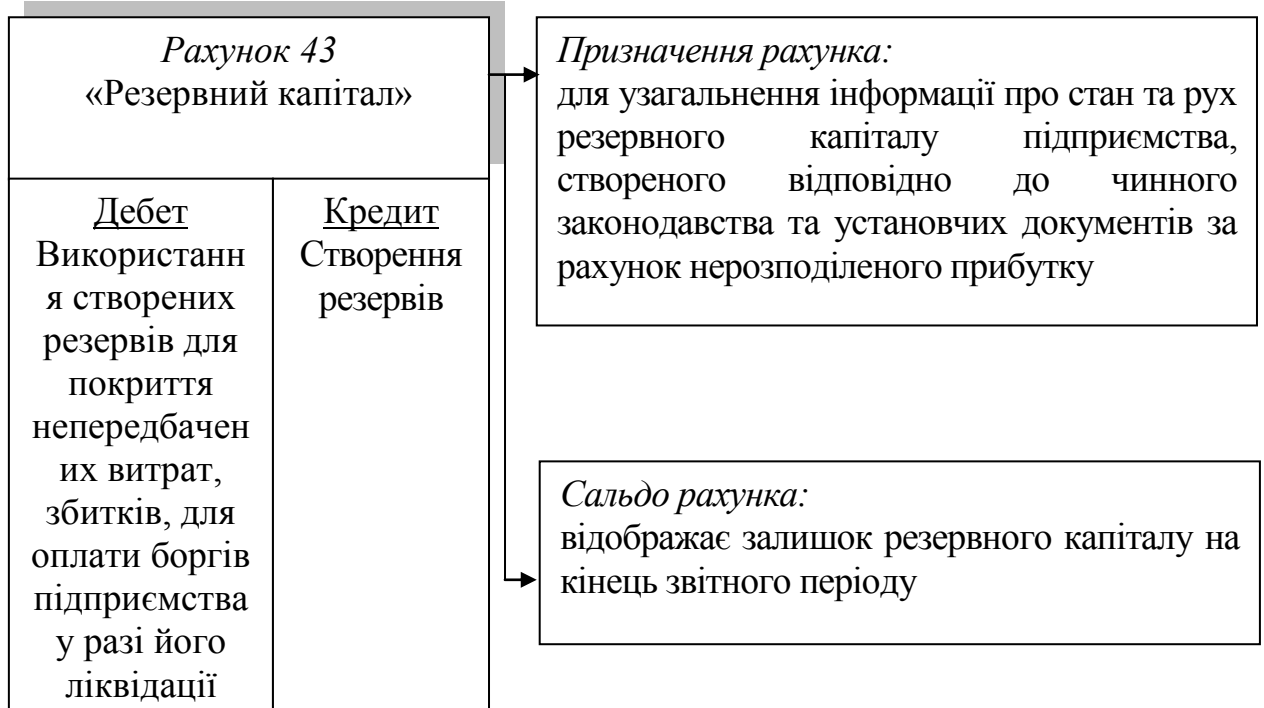 Рахунок 43
«Резервний капітал»
Дебет
Використанн
я створених
резервів для
покриття
непередбачен
их витрат,
збитків, для
оплати боргів
підприємства
у разі його
ліквідації
Кредит
Створення
резервів
Призначення рахунка:
для узагальнення інформації про стан та рух
резервного капіталу підприємства,
створеного відповідно до чинного
законодавства та установчих документів за
рахунок нерозподіленого прибутку
Сальдо рахунка:
відображає залишок резервного капіталу на
кінець звітного періоду